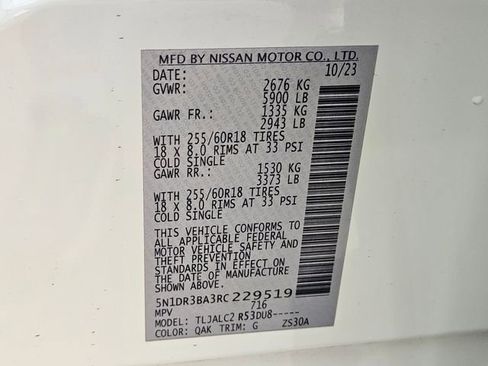 MFD BY NISSAN MOTOR CO., LTD.
DATE: 10/23
GVWR: 2676 KG
5900 LB
GAWR FR.: 1335 KG
2943 LB
WITH 255/60R18 TIRES
18 X 8.0 RIMS AT 33 PSI
COLD SINGLE
GAWR RR.: 1530 KG
3373 LB
WITH 255/60R18 TIRES
18 X 8.0 RIMS AT 33 PSI
COLD SINGLE
THIS VEHICLE CONFORMS TO
ALL APPLICABLE FEDERAL
MOTOR VEHICLE SAFETY AND
THEFT PREVENTION
STANDARDS IN EFFECT ON
THE DATE OF MANUFACTURE
5N1DR3BA3RC229519
MPV 716
MODEL: TLJALC2 R53DU8-----
COLOR: QAK TRIM: G ZS30A